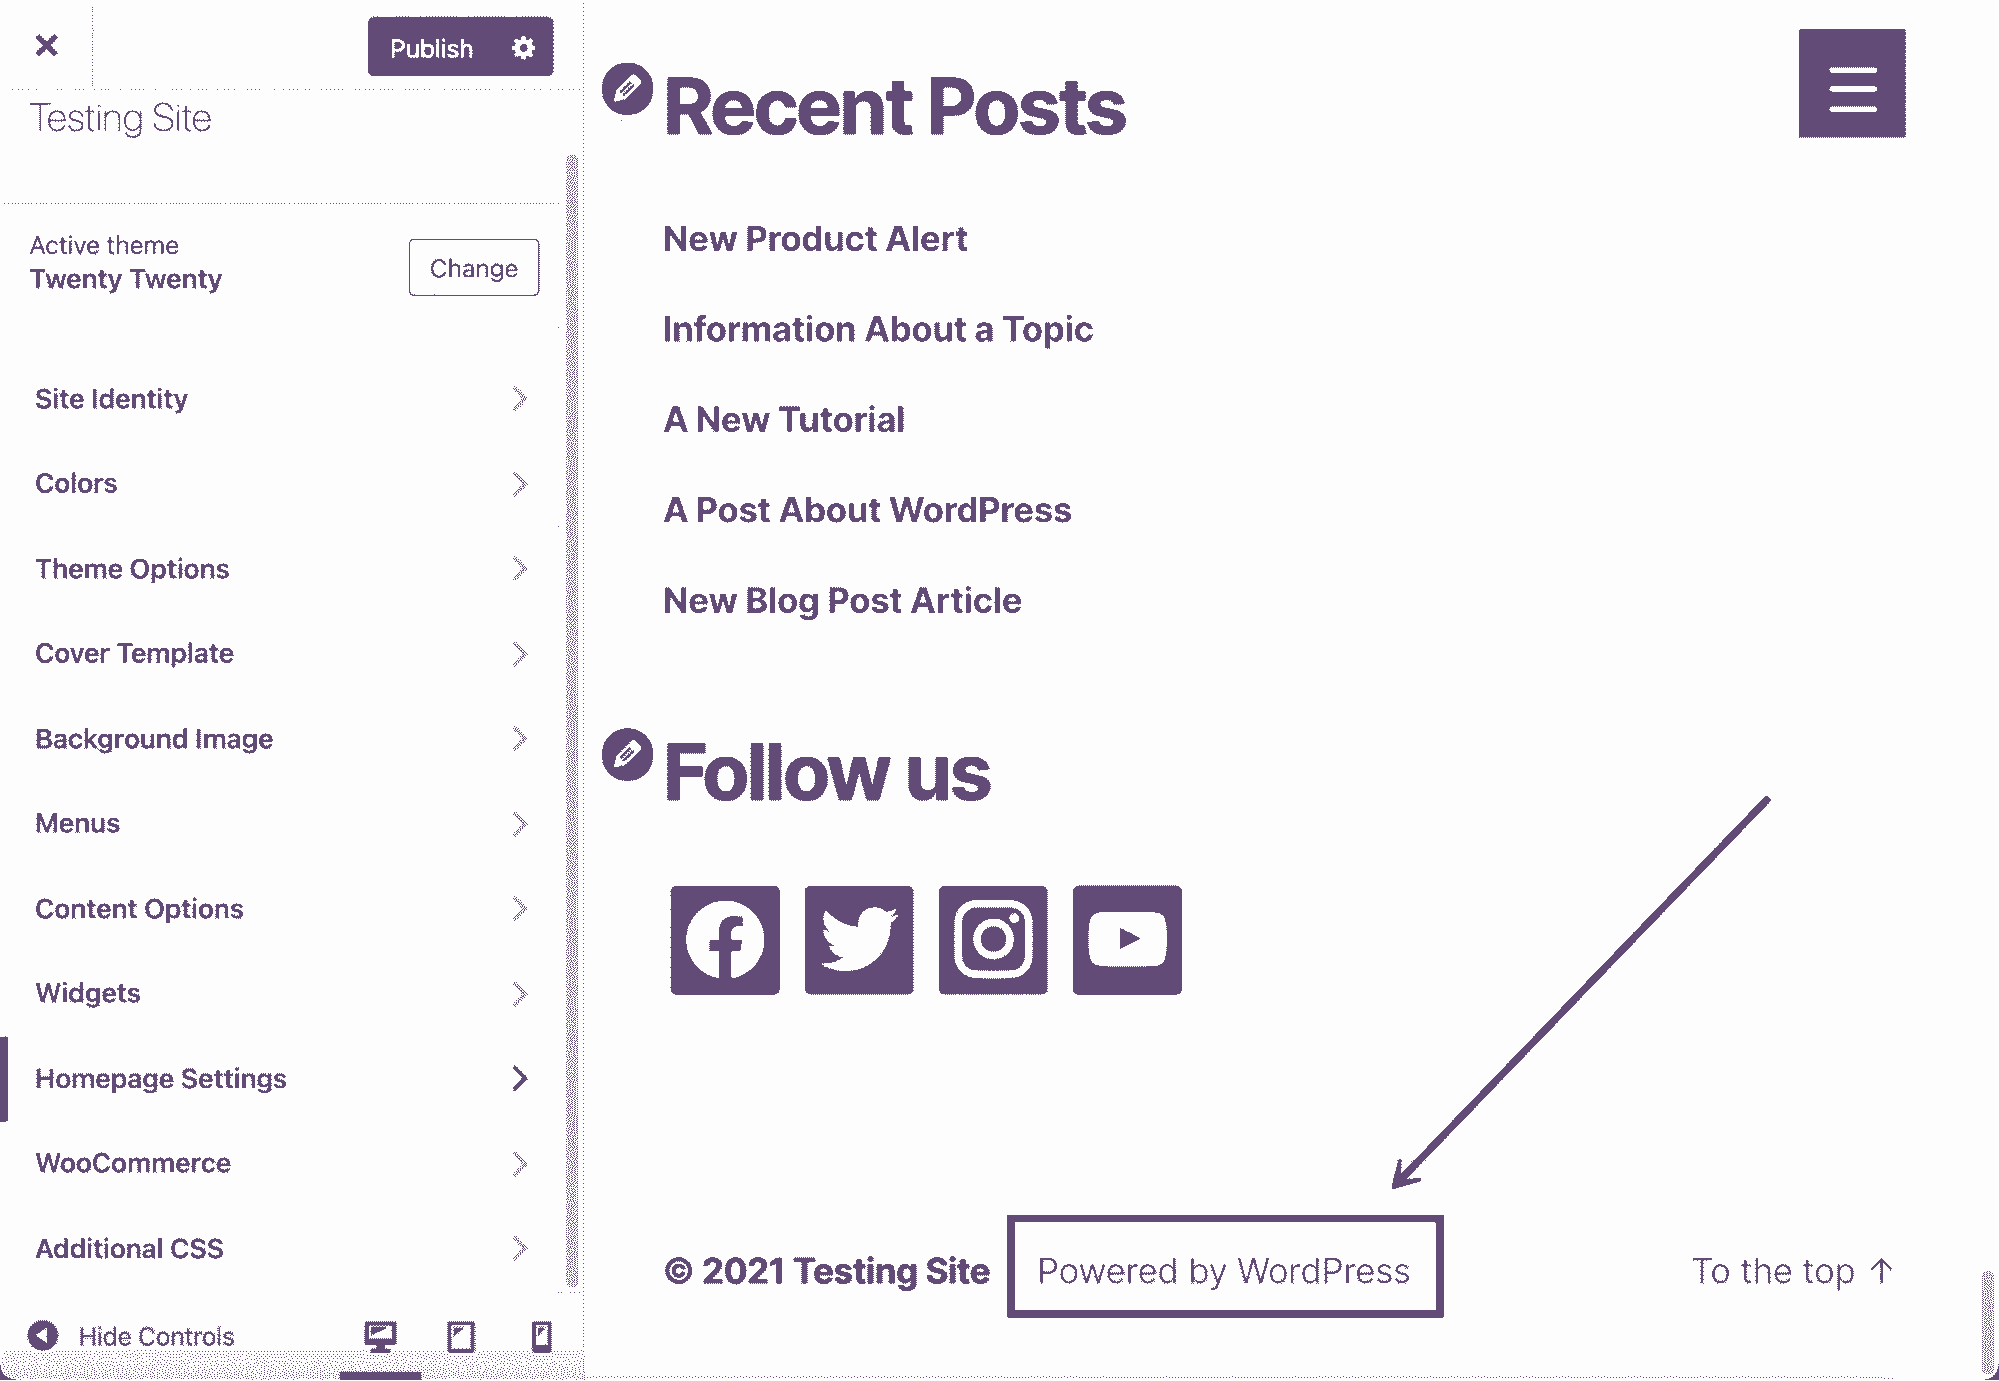 Publish
Testing Site
Active theme
Twenty Twenty
Change
Site Identity
Colors
Theme Options
Cover Template
Background Image
Menus
Content Options
Widgets
Homepage Settings
WooCommerce
Additional CSS
Hide Controls
Recent Posts
New Product Alert
Information About a Topic
A New Tutorial
A Post About WordPress
New Blog Post Article
Follow us
© 2021 Testing Site Powered by WordPress To the top ↑